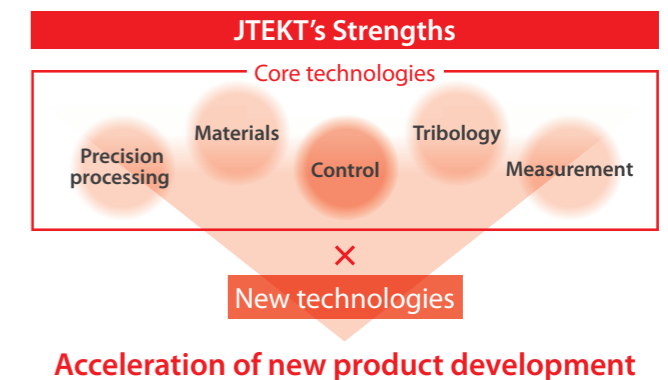 JTEKT’s Strengths
Core technologies
Precision
processing
Materials
Control
Tribology
Measurement
×
New technologies
Acceleration of new product development